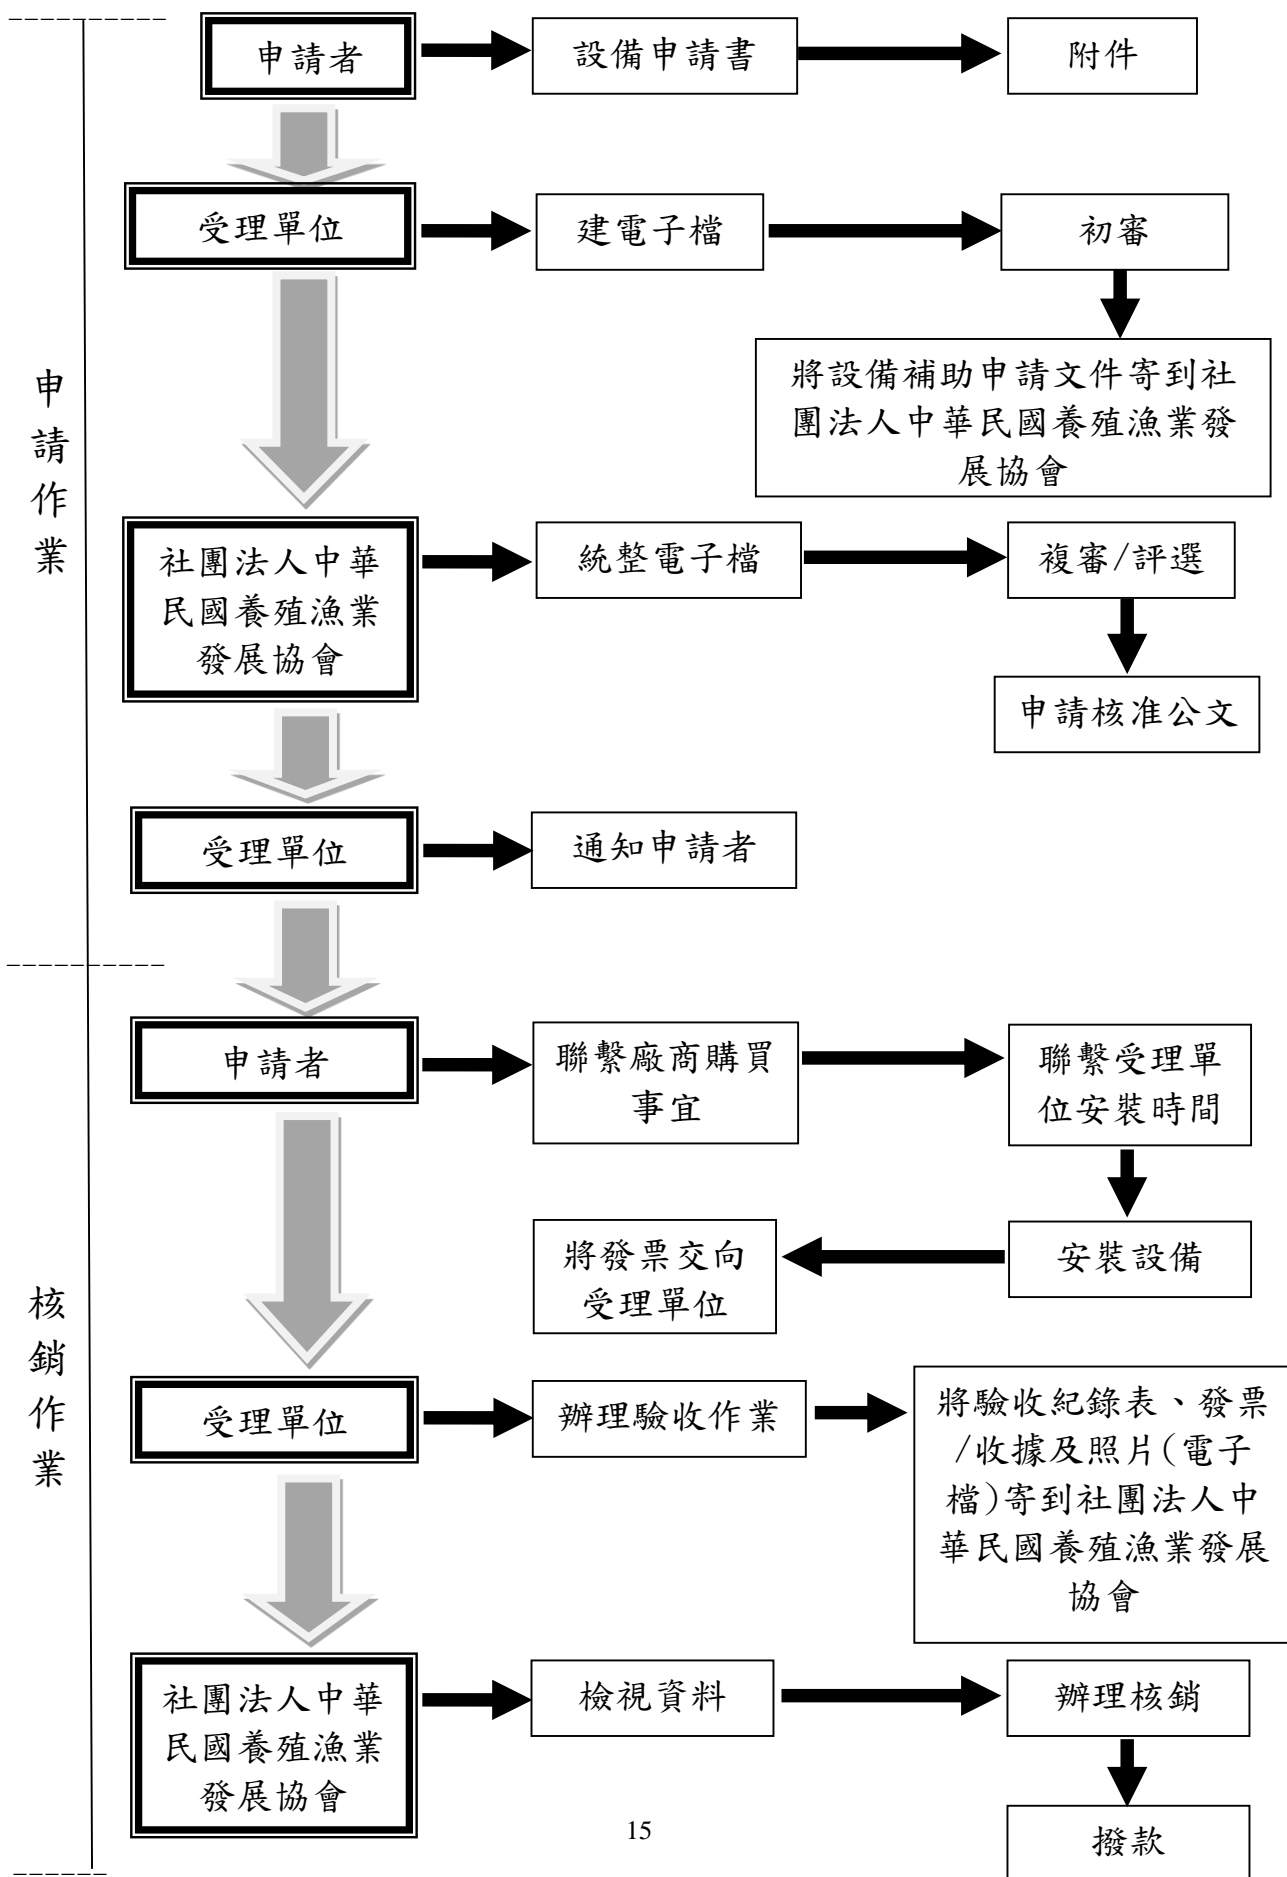 申請者
設備申請書
附件
受理單位
建電子檔
初審
將設備補助申請文件寄到社
團法人中華民國養殖漁業發
展協會
申請作業
社團法人中華
民國養殖漁業
發展協會
統整電子檔
複審/評選
申請核准公文
受理單位
通知申請者
申請者
聯繫廠商購買
事宜
聯繫受理單
位安裝時間
安裝設備
將發票交向
受理單位
核銷作業
受理單位
辦理驗收作業
將驗收紀錄表、發票
/收據及照片(電子
檔)寄到社團法人中
華民國養殖漁業發展
協會
社團法人中華
民國養殖漁業
發展協會
檢視資料
辦理核銷
撥款
15